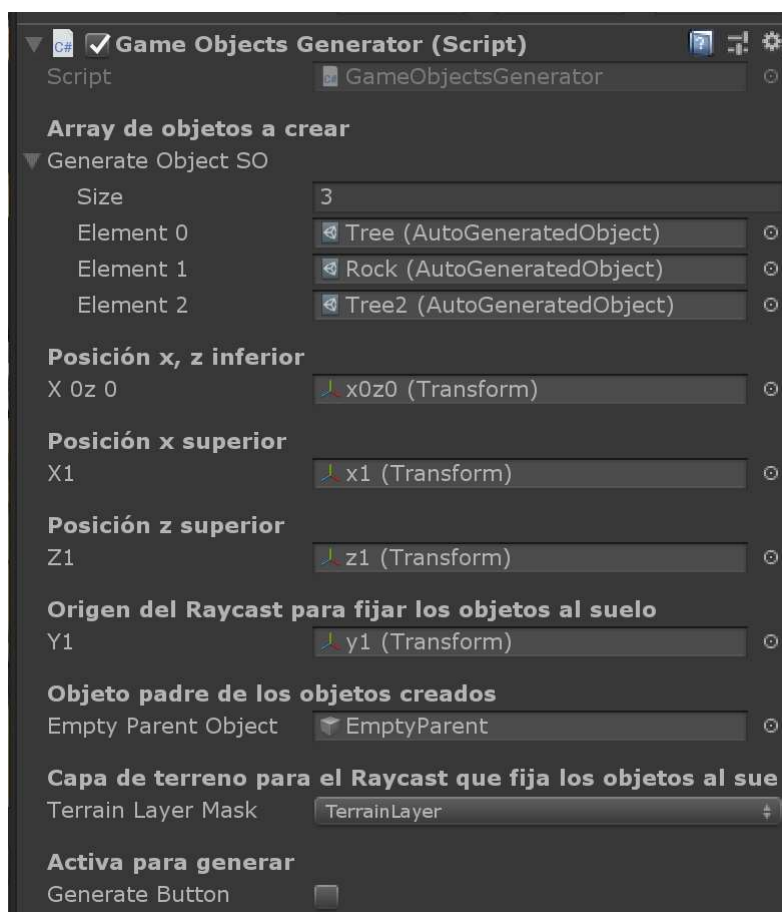 Game Objects Generator (Script)
Script GameObjectsGenerator
Array de objetos a crear
Generate Object SO
Size 3
Element 0 Tree (AutoGeneratedObject)
Element 1 Rock (AutoGeneratedObject)
Element 2 Tree2 (AutoGeneratedObject)
Posición x, z inferior
X 0z 0 x0z0 (Transform)
Posición x superior
X1 x1 (Transform)
Posición z superior
Z1 z1 (Transform)
Origen del Raycast para fijar los objetos al suelo
Y1 y1 (Transform)
Objeto padre de los objetos creados
Empty Parent Object EmptyParent
Capa de terreno para el Raycast que fija los objetos al sue
Terrain Layer Mask TerrainLayer
Activa para generar
Generate Button